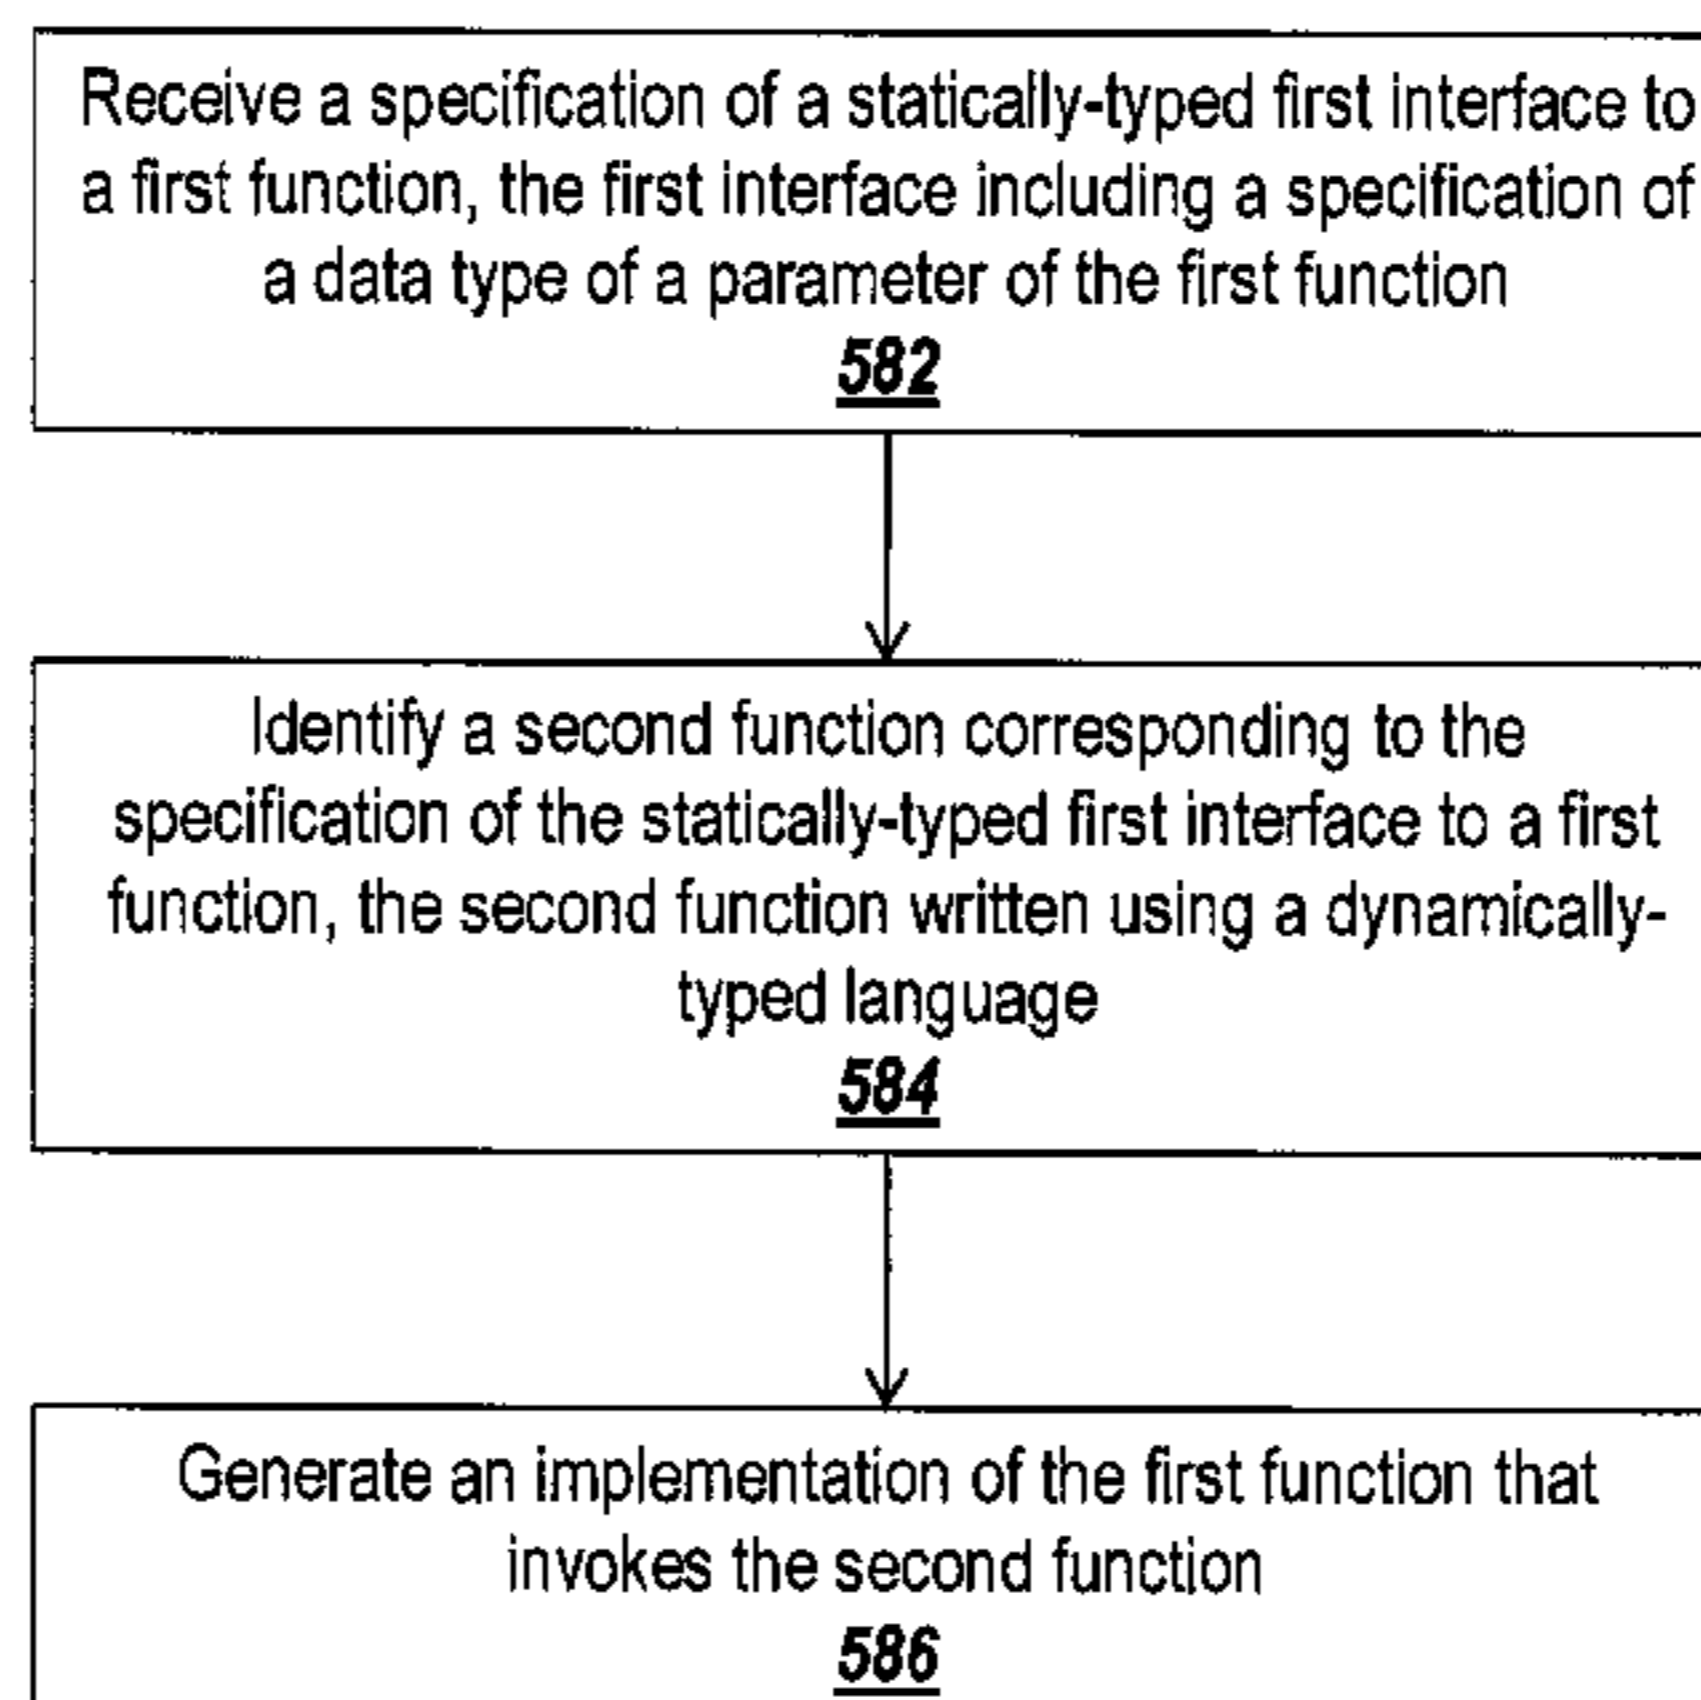 Receive a specification of a statically-typed first interface to
a first function, the first interface including a specification of
a data type of a parameter of the first function
582
Identify a second function corresponding to the
specification of the statically-typed first interface to a first
function, the second function written using a dynamically-
typed language
584
Generate an implementation of the first function that
invokes the second function
586